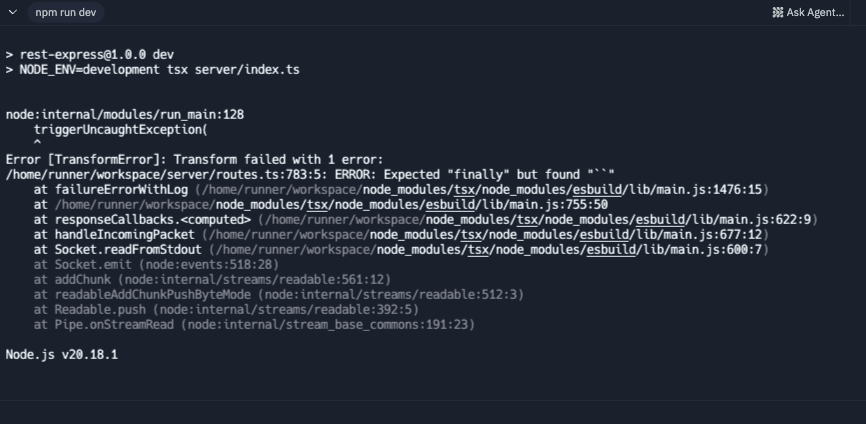 npm run dev
Ask Agent...
> rest-express@1.0.0 dev
> NODE_ENV=development tsx server/index.ts
node:internal/modules/run_main:128
    triggerUncaughtException(
    ^
Error [TransformError]: Transform failed with 1 error:
/home/runner/workspace/server/routes.ts:783:5: ERROR: Expected "finally" but found "``"
    at failureErrorWithLog (/home/runner/workspace/node_modules/tsx/node_modules/esbuild/lib/main.js:1476:15)
    at /home/runner/workspace/node_modules/tsx/node_modules/esbuild/lib/main.js:755:50
    at responseCallbacks.<computed> (/home/runner/workspace/node_modules/tsx/node_modules/esbuild/lib/main.js:622:9)
    at handleIncomingPacket (/home/runner/workspace/node_modules/tsx/node_modules/esbuild/lib/main.js:677:12)
    at Socket.readFromStdout (/home/runner/workspace/node_modules/tsx/node_modules/esbuild/lib/main.js:600:7)
    at Socket.emit (node:events:518:28)
    at addChunk (node:internal/streams/readable:561:12)
    at readableAddChunkPushByteMode (node:internal/streams/readable:512:3)
    at Readable.push (node:internal/streams/readable:392:5)
    at Pipe.onStreamRead (node:internal/stream_base_commons:191:23)
Node.js v20.18.1